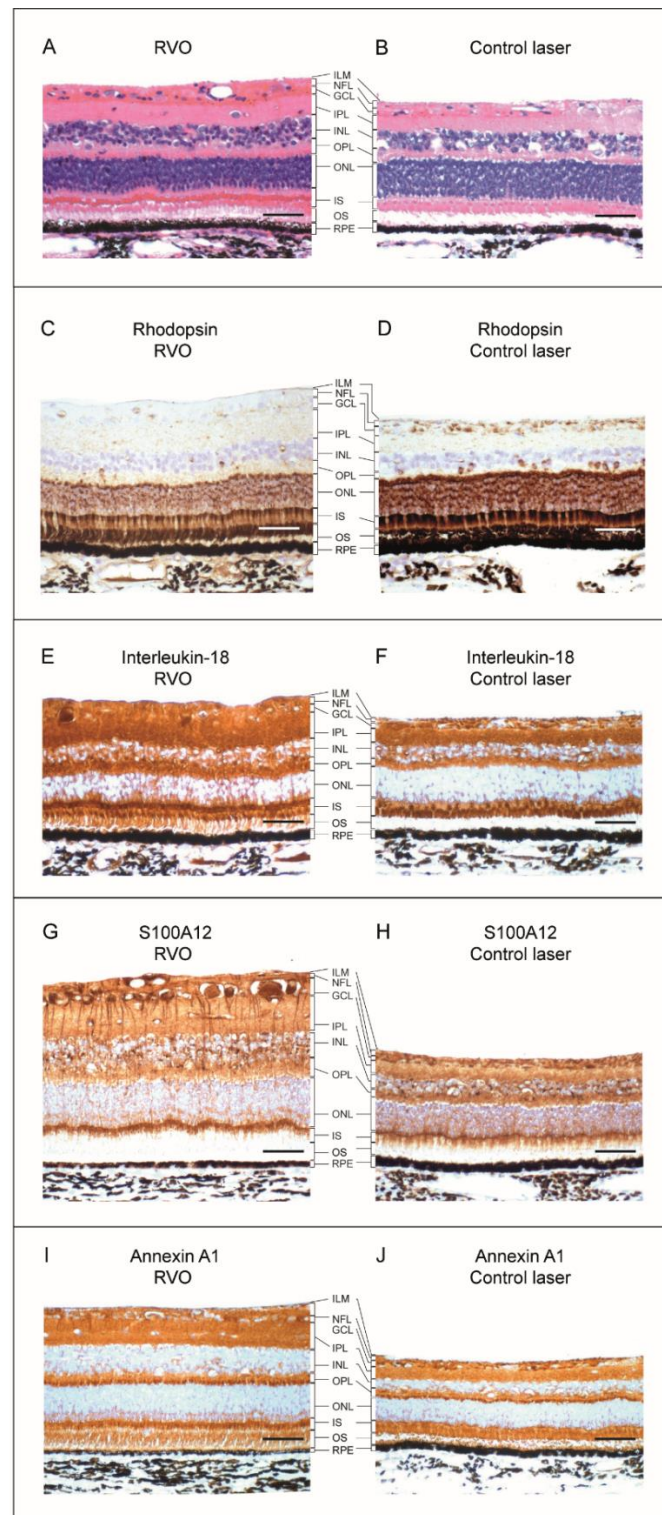 A RVO
B Control laser
ILM
NFL
GCL
IPL
INL
OPL
ONL
IS
OS
RPE
C Rhodopsin
RVO
D Rhodopsin
Control laser
ILM
NFL
GCL
IPL
INL
OPL
ONL
IS
OS
RPE
E Interleukin-18
RVO
F Interleukin-18
Control laser
ILM
NFL
GCL
IPL
INL
OPL
ONL
IS
OS
RPE
G S100A12
RVO
H S100A12
Control laser
ILM
NFL
GCL
IPL
INL
OPL
ONL
IS
OS
RPE
I Annexin A1
RVO
J Annexin A1
Control laser
ILM
NFL
GCL
IPL
INL
OPL
ONL
IS
OS
RPE